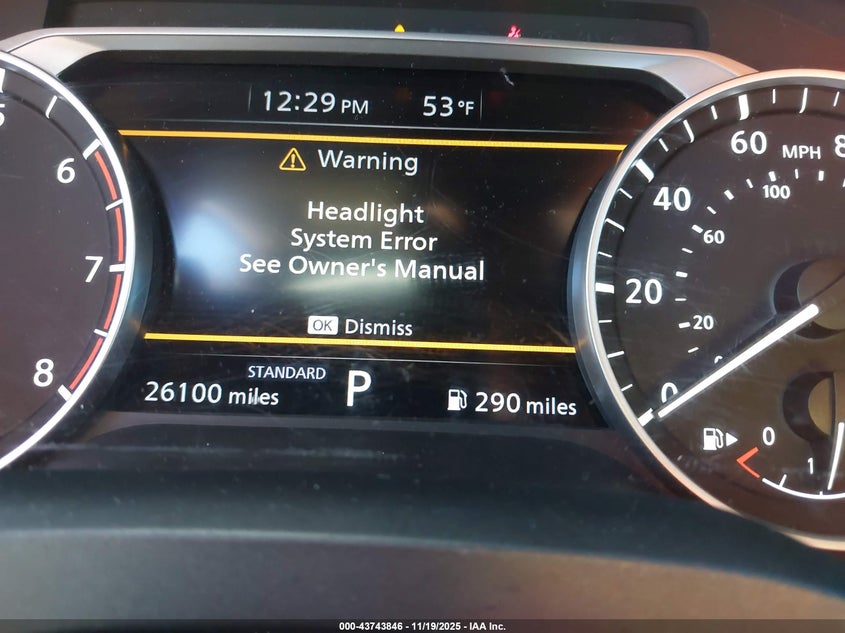 12:29 PM 53°F
Warning
Headlight
System Error
See Owner's Manual
OK Dismiss
STANDARD
26100 miles P 290 miles
5
6
7
8
60 MPH
40 100
60
20
20
0 0
0
1
000-43743846 - 11/19/2025 - IAA Inc.